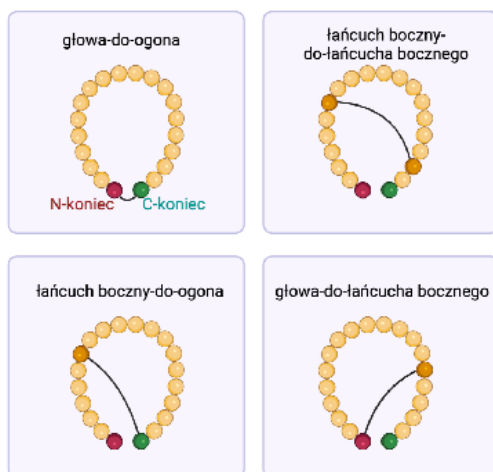 głowa-do-ogona
N-koniec
C-koniec
łańcuch boczny-
do-łańcucha bocznego
łańcuch boczny-do-ogona
głowa-do-łańcucha bocznego